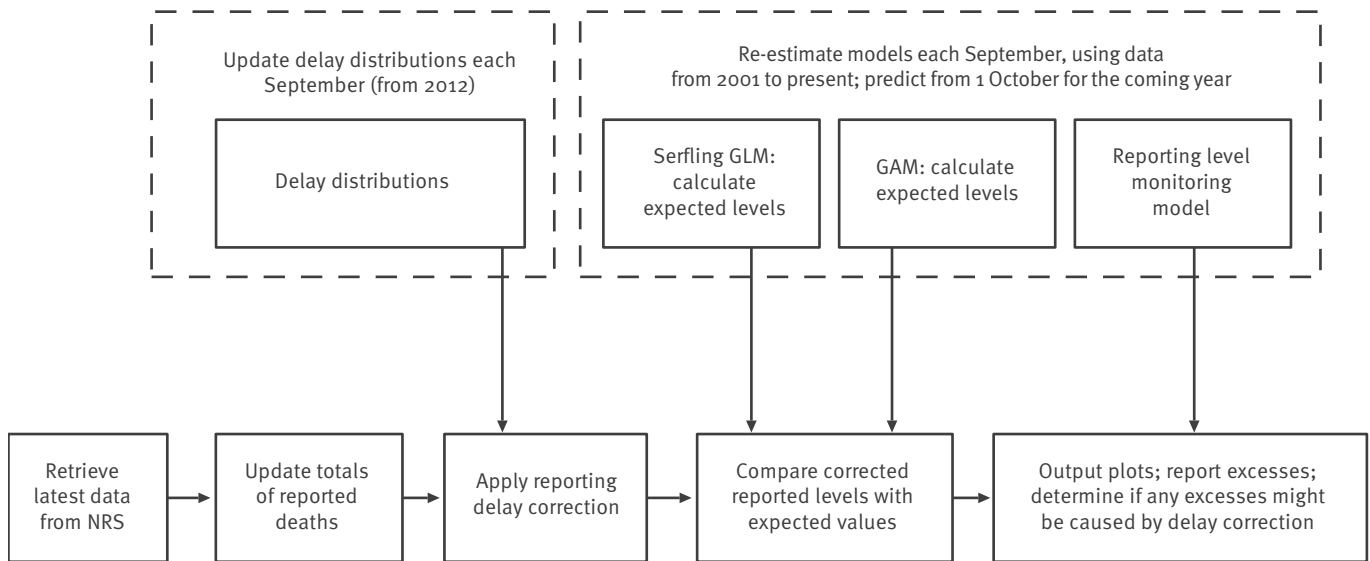 Update delay distributions each
September (from 2012)
Delay distributions
Re-estimate models each September, using data
from 2001 to present; predict from 1 October for the coming year
Serfling GLM:
calculate
expected levels
GAM: calculate
expected levels
Reporting level
monitoring
model
Retrieve
latest data
from NRS
Update totals
of reported
deaths
Apply reporting
delay correction
Compare corrected
reported levels with
expected values
Output plots; report excesses;
determine if any excesses might
be caused by delay correction